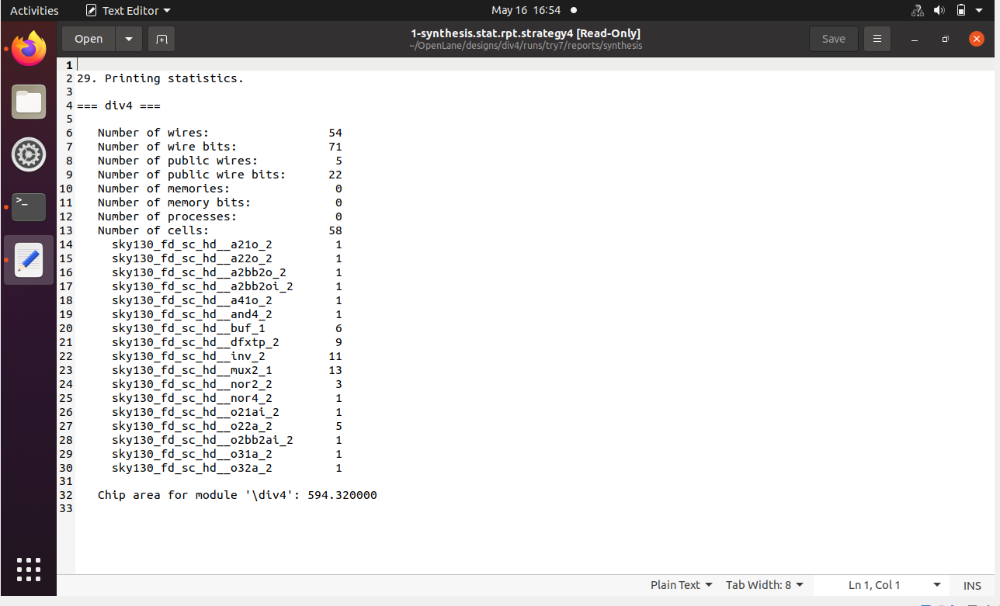 Activities Text Editor May 16 16:54
Open 1-synthesis.stat.rpt.strategy4 [Read-Only] Save
~/OpenLane/designs/div4/runs/try7/reports/synthesis
1
2 29. Printing statistics.
3
4 === div4 ===
5
6 Number of wires: 54
7 Number of wire bits: 71
8 Number of public wires: 5
9 Number of public wire bits: 22
10 Number of memories: 0
11 Number of memory bits: 0
12 Number of processes: 0
13 Number of cells: 58
14 sky130_fd_sc_hd__a21o_2 1
15 sky130_fd_sc_hd__a22o_2 1
16 sky130_fd_sc_hd__a2bb2o_2 1
17 sky130_fd_sc_hd__a2bb2oi_2 1
18 sky130_fd_sc_hd__a41o_2 1
19 sky130_fd_sc_hd__and4_2 1
20 sky130_fd_sc_hd__buf_1 6
21 sky130_fd_sc_hd__dfxtp_2 9
22 sky130_fd_sc_hd__inv_2 11
23 sky130_fd_sc_hd__mux2_1 13
24 sky130_fd_sc_hd__nor2_2 3
25 sky130_fd_sc_hd__nor4_2 1
26 sky130_fd_sc_hd__o21ai_2 1
27 sky130_fd_sc_hd__o22a_2 5
28 sky130_fd_sc_hd__o2bb2ai_2 1
29 sky130_fd_sc_hd__o31a_2 1
30 sky130_fd_sc_hd__o32a_2 1
31
32 Chip area for module '\div4': 594.320000
33
Plain Text Tab Width: 8 Ln 1, Col 1 INS